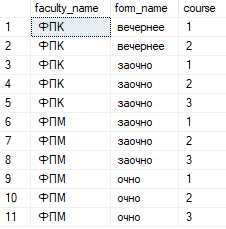 faculty_name form_name course
1 ФПК вечернее 1
2 ФПК вечернее 2
3 ФПК заочно 1
4 ФПК заочно 2
5 ФПК заочно 3
6 ФПМ заочно 1
7 ФПМ заочно 2
8 ФПМ заочно 3
9 ФПМ очно 1
10 ФПМ очно 2
11 ФПМ очно 3